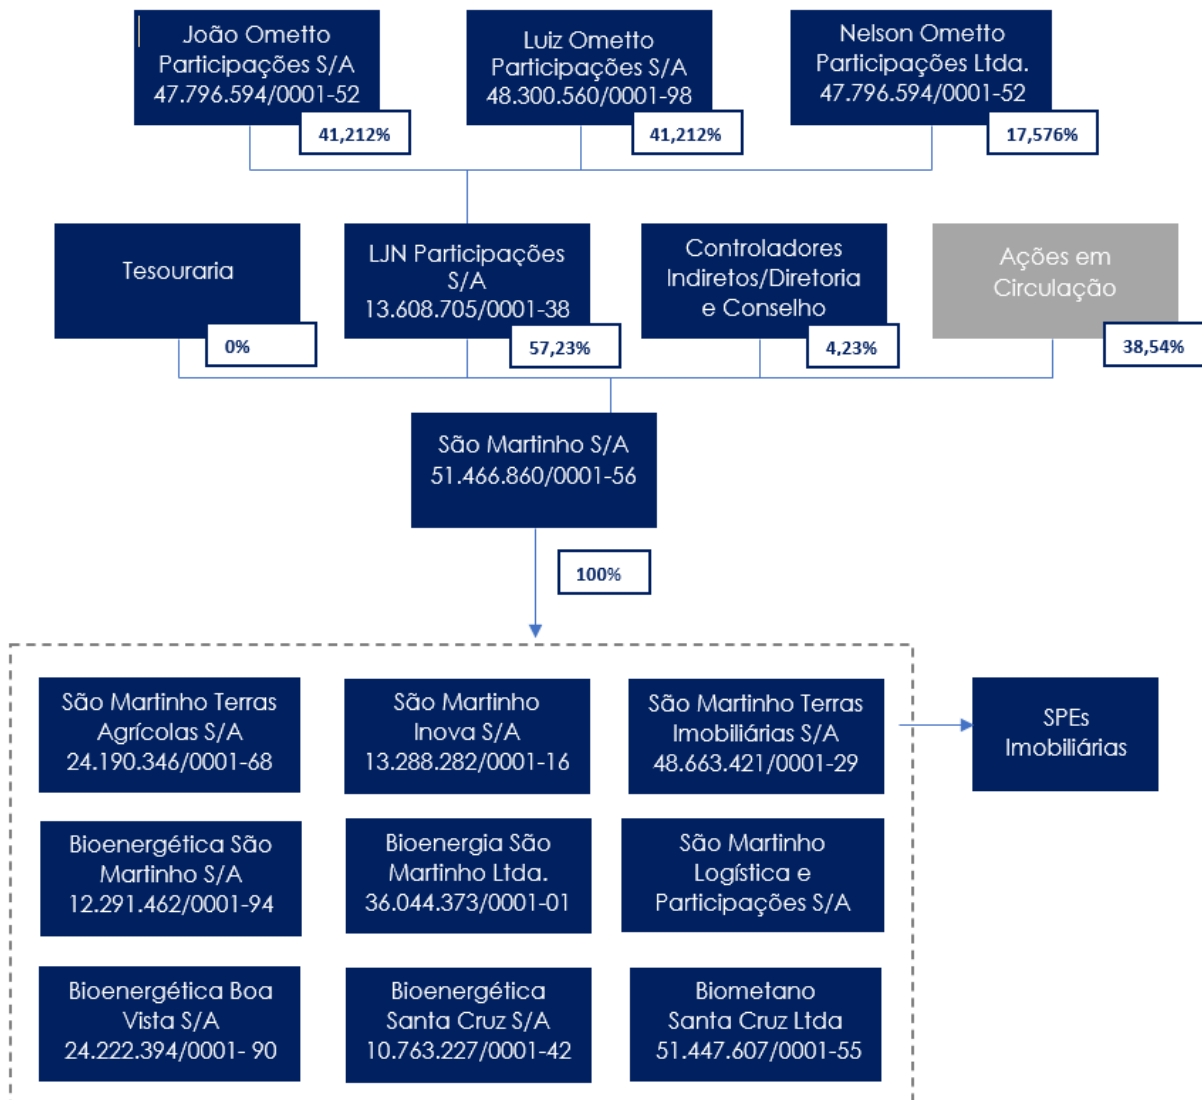 João Ometto
Participações S/A
47.796.594/0001-52
41,212%
Luiz Ometto
Participações S/A
48.300.560/0001-98
41,212%
Nelson Ometto
Participações Ltda.
47.796.594/0001-52
17,576%
Tesouraria
0%
LJN Participações
S/A
13.608.705/0001-38
57,23%
Controladores
Indiretos/Diretoria
e Conselho
4,23%
Ações em
Circulação
38,54%
São Martinho S/A
51.466.860/0001-56
100%
São Martinho Terras
Agrícolas S/A
24.190.346/0001-68
São Martinho
Inova S/A
13.288.282/0001-16
São Martinho Terras
Imobiliárias S/A
48.663.421/0001-29
SPEs
Imobiliárias
Bioenergética São
Martinho S/A
12.291.462/0001-94
Bioenergia São
Martinho Ltda.
36.044.373/0001-01
São Martinho
Logística e
Participações S/A
Bioenergética Boa
Vista S/A
24.222.394/0001- 90
Bioenergética
Santa Cruz S/A
10.763.227/0001-42
Biometano
Santa Cruz Ltda
51.447.607/0001-55